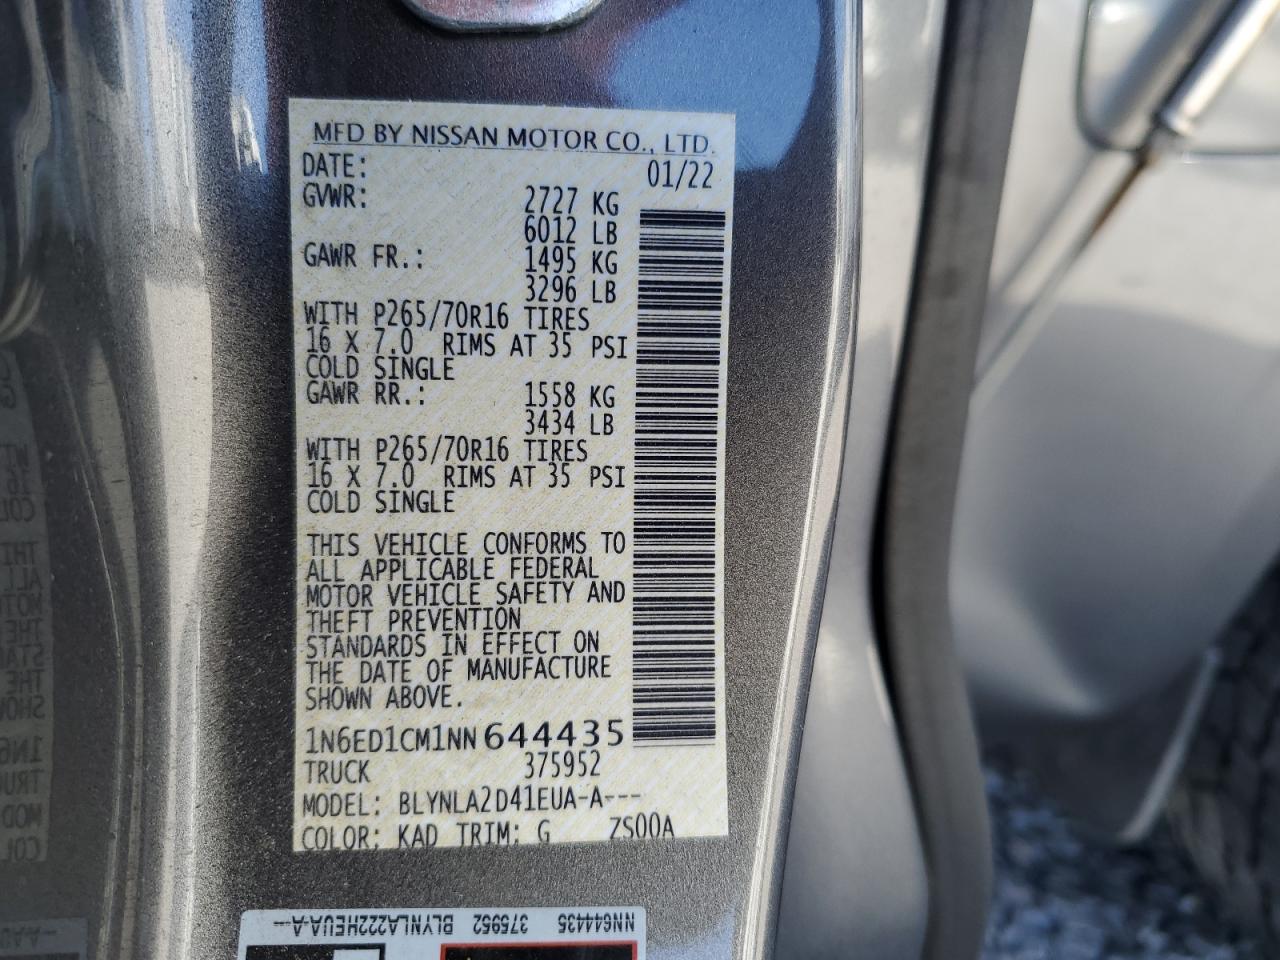 MFD BY NISSAN MOTOR CO., LTD.
DATE: 01/22
GVWR: 2727 KG
6012 LB
GAWR FR.: 1495 KG
3296 LB
WITH P265/70R16 TIRES
16 X 7.0 RIMS AT 35 PSI
COLD SINGLE
GAWR RR.: 1558 KG
3434 LB
WITH P265/70R16 TIRES
16 X 7.0 RIMS AT 35 PSI
COLD SINGLE
THIS VEHICLE CONFORMS TO
ALL APPLICABLE FEDERAL
MOTOR VEHICLE SAFETY AND
THEFT PREVENTION
STANDARDS IN EFFECT ON
THE DATE OF MANUFACTURE
SHOWN ABOVE.
1N6ED1CM1NN644435
TRUCK 375952
MODEL: BLYNLA2D41EUA-A---
COLOR: KAD TRIM: G ZS00A
NN644435 375952 BLYNLA222HEUA-A---